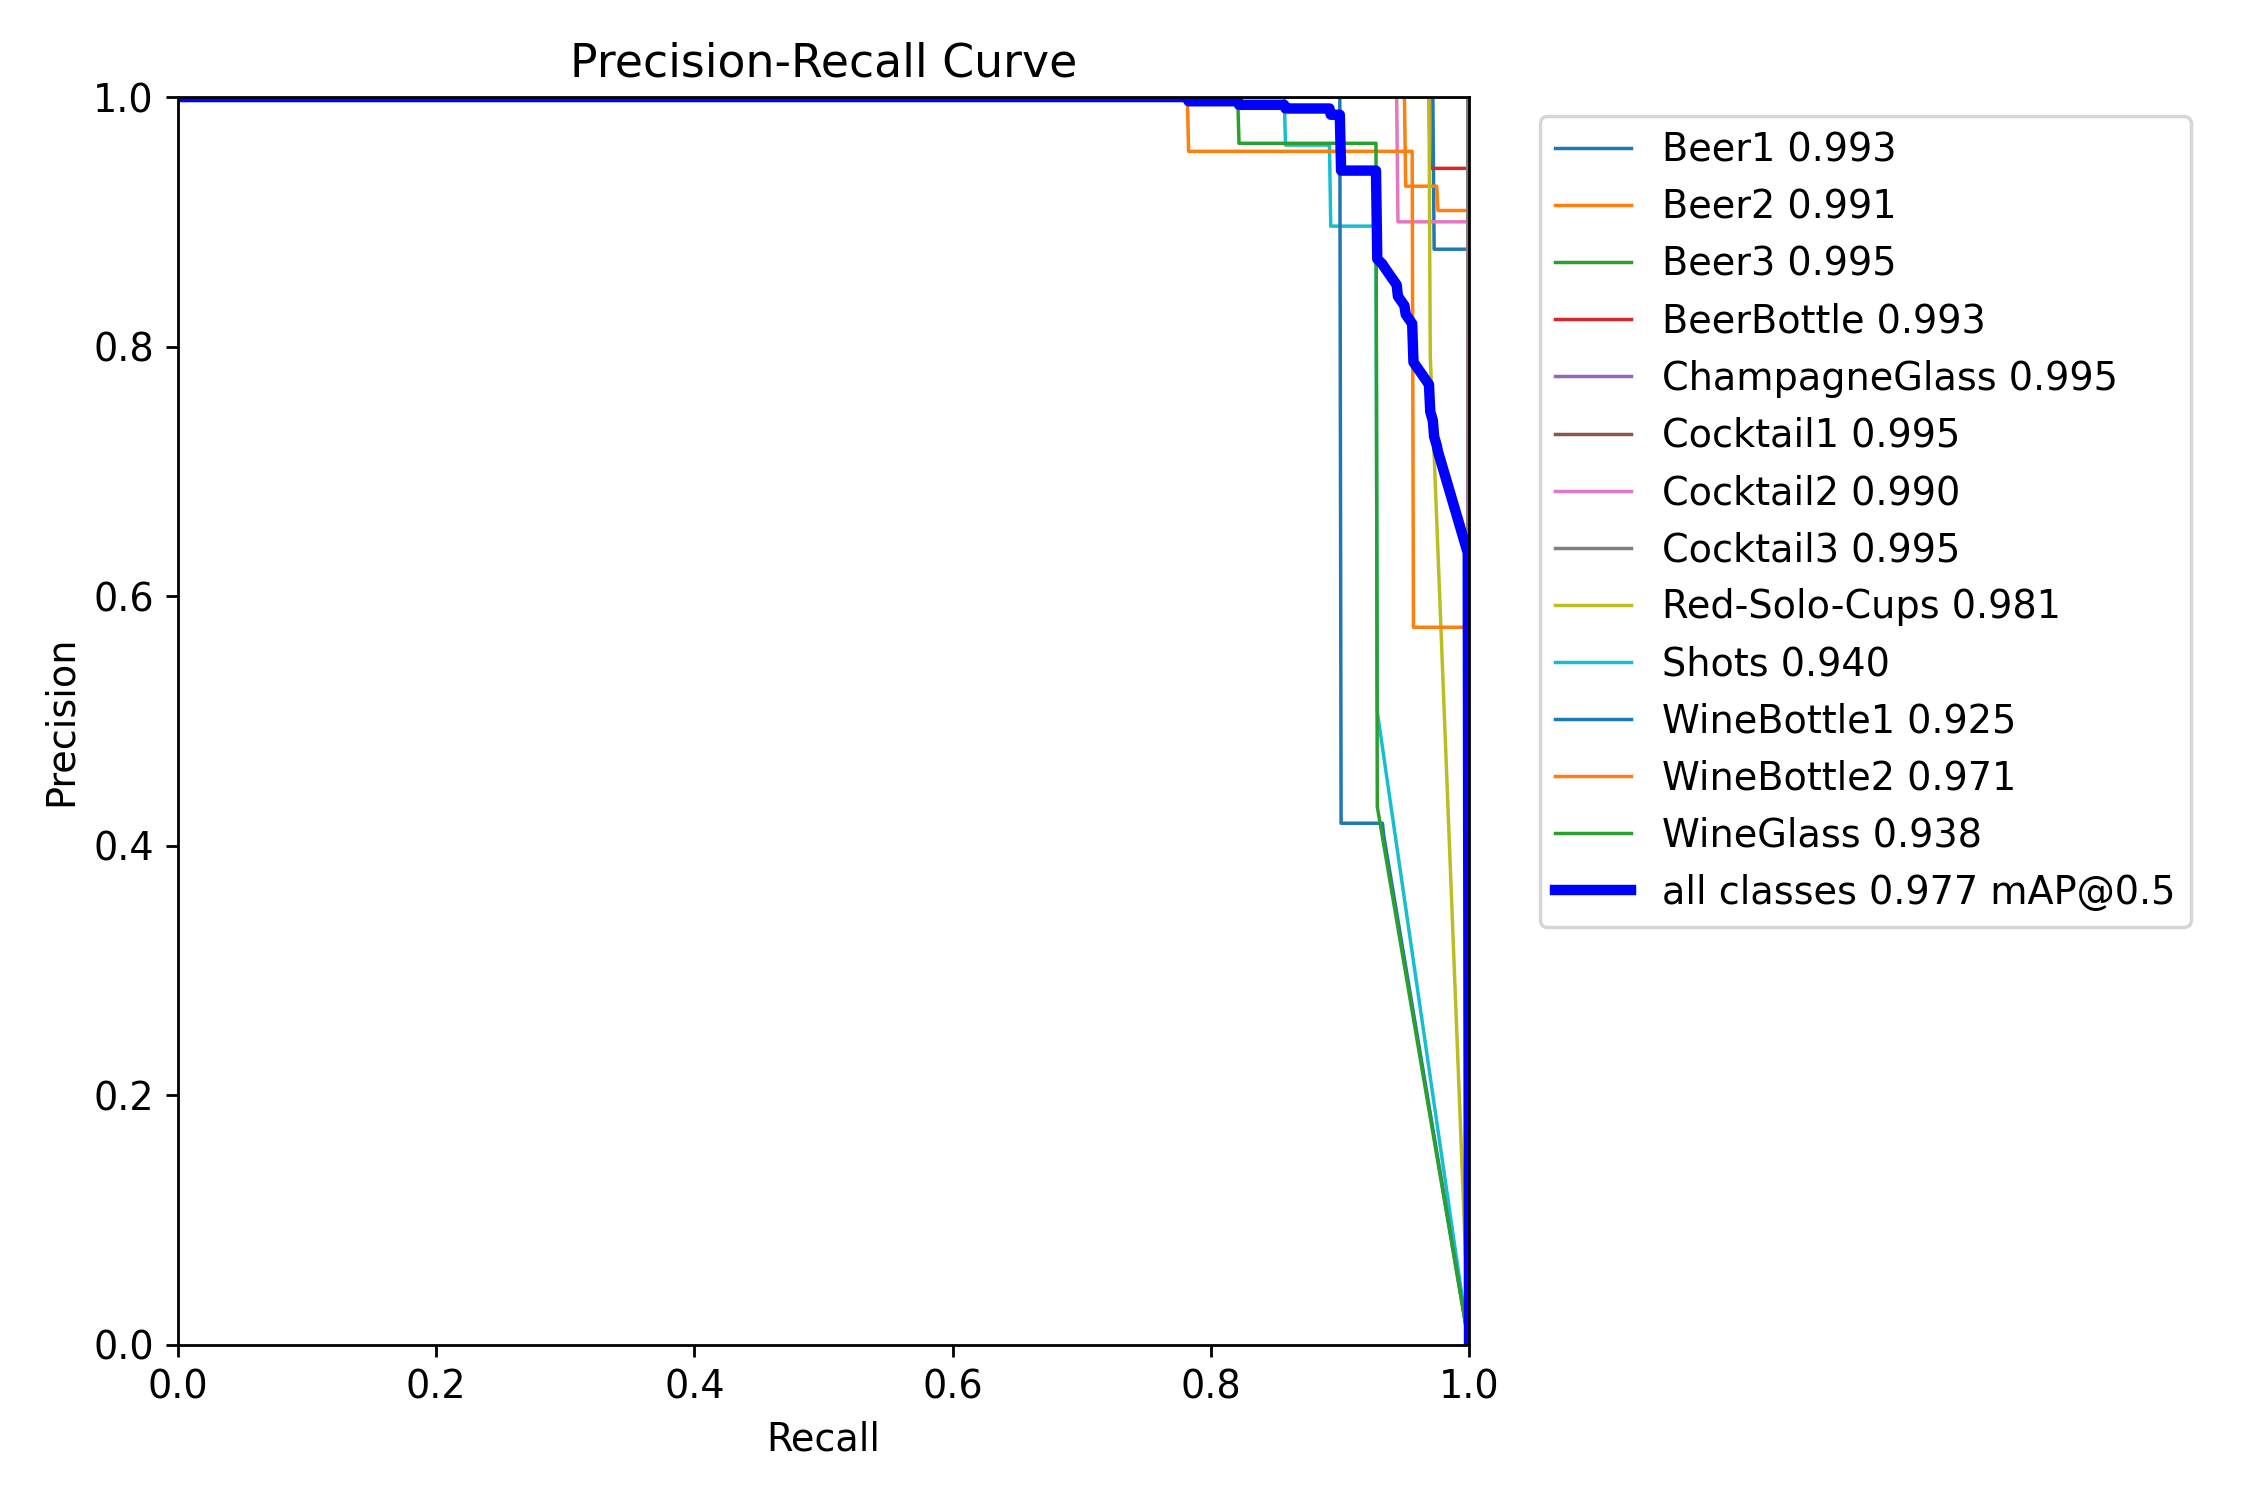 Precision-Recall Curve
1.0
0.8
0.6
0.4
0.2
0.0
Precision
0.0 0.2 0.4 0.6 0.8 1.0
Recall
Beer1 0.993
Beer2 0.991
Beer3 0.995
BeerBottle 0.993
ChampagneGlass 0.995
Cocktail1 0.995
Cocktail2 0.990
Cocktail3 0.995
Red-Solo-Cups 0.981
Shots 0.940
WineBottle1 0.925
WineBottle2 0.971
WineGlass 0.938
all classes 0.977 mAP@0.5